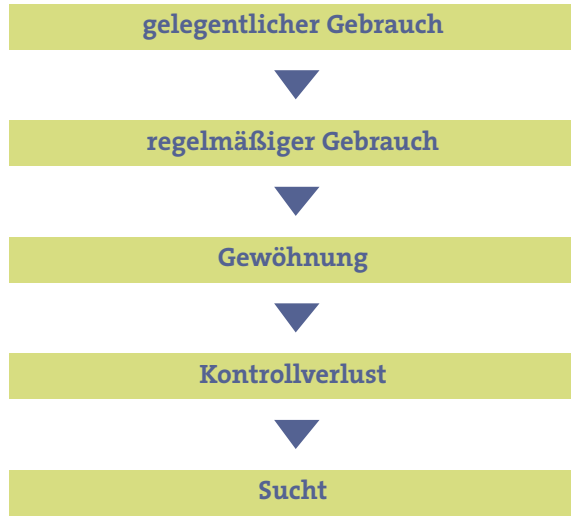 gelegentlicher Gebrauch
regelmäßiger Gebrauch
Gewöhnung
Kontrollverlust
Sucht